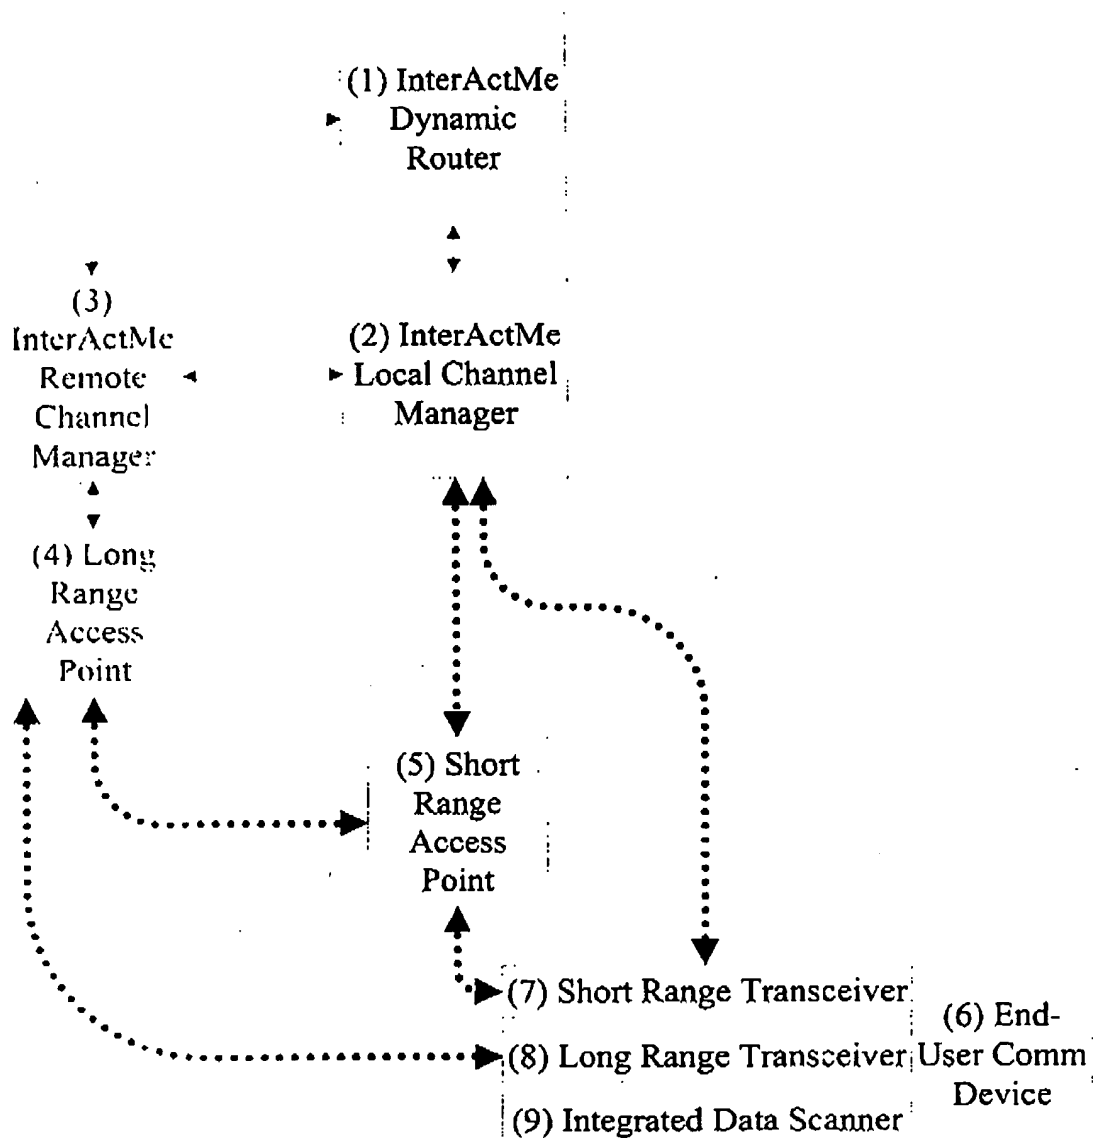 (1) InterActMe
Dynamic
Router
(3)
InterActMe
Remote
Channel
Manager
(2) InterActMe
Local Channel
Manager
(4) Long
Range
Access
Point
(5) Short
Range
Access
Point
(7) Short Range Transceiver
(8) Long Range Transceiver
(9) Integrated Data Scanner
(6) End-
User Comm
Device